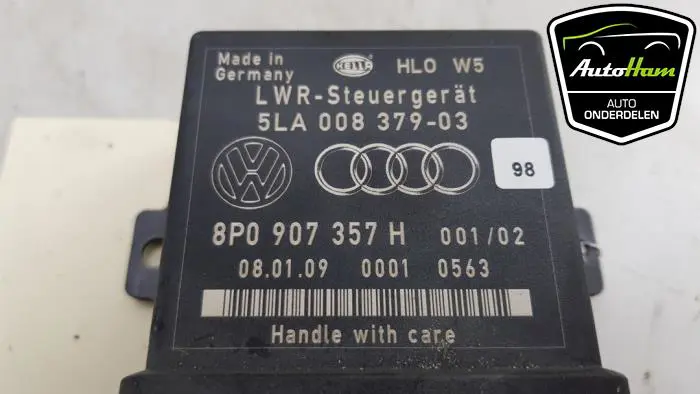 Made in
Germany
HELLA
HLO W5
LWR-Steuergerät
5LA 008 379-03
98
8P0 907 357 H 001/02
08.01.09 0001 0563
Handle with care
AutoHam
AUTO
ONDERDELEN